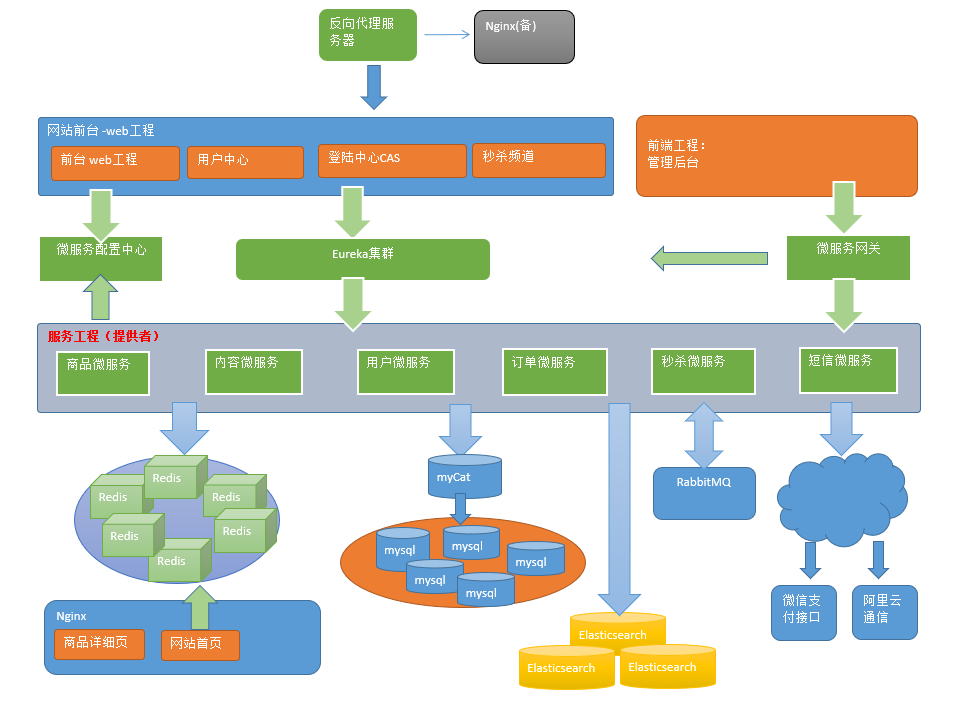 反向代理服
务器
Nginx(备)
网站前台 -web工程
前台 web工程
用户中心
登陆中心CAS
秒杀频道
前端工程：
管理后台
微服务配置中心
Eureka集群
微服务网关
服务工程（提供者）
商品微服务
内容微服务
用户微服务
订单微服务
秒杀微服务
短信微服务
Redis
Redis
Redis
Redis
Redis
Redis
myCat
mysql
mysql
mysql
mysql
mysql
RabbitMQ
微信支
付接口
阿里云
通信
Nginx
商品详细页
网站首页
Elasticsearch
Elasticsearch
Elasticsearch